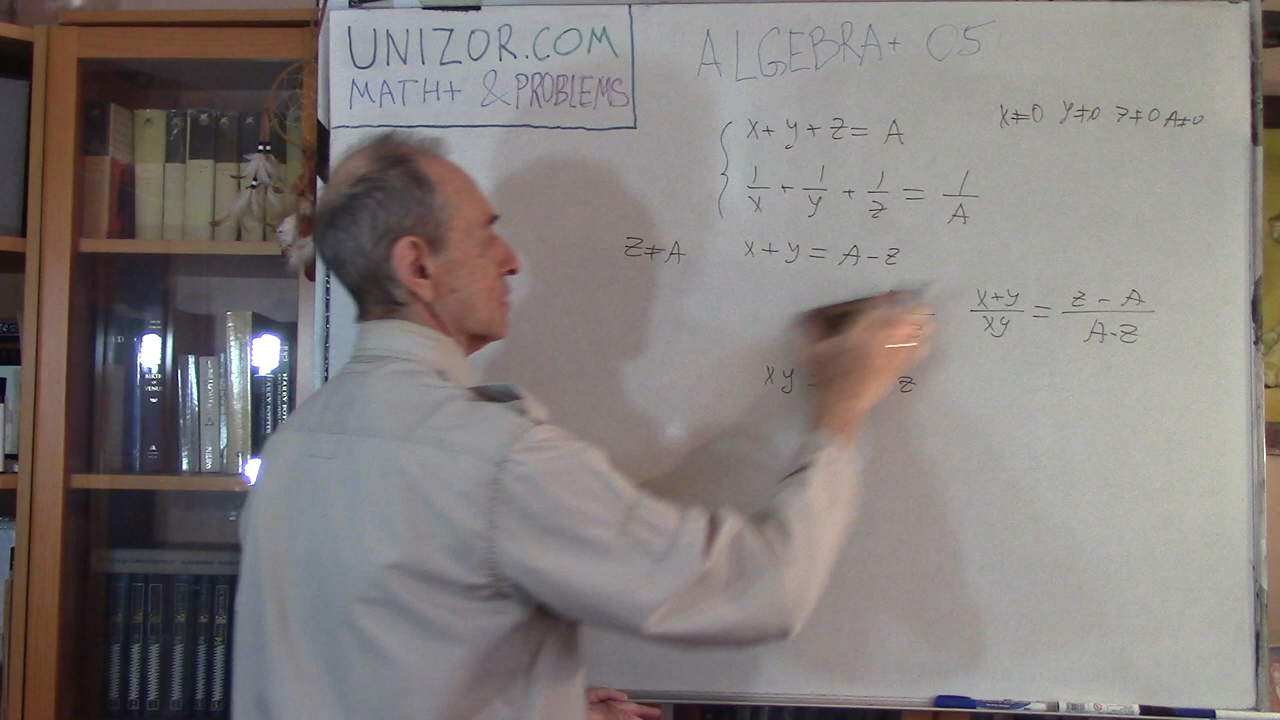 UNIZOR.COM
MATH+ & PROBLEMS
ALGEBRA+ 05
x≠0 y≠0 z≠0 A≠0
x + y + z = A
1/x + 1/y + 1/z = 1/A
z≠A x + y = A - z
(x+y)/(xy) = (z - A)/(A·z)
xy z